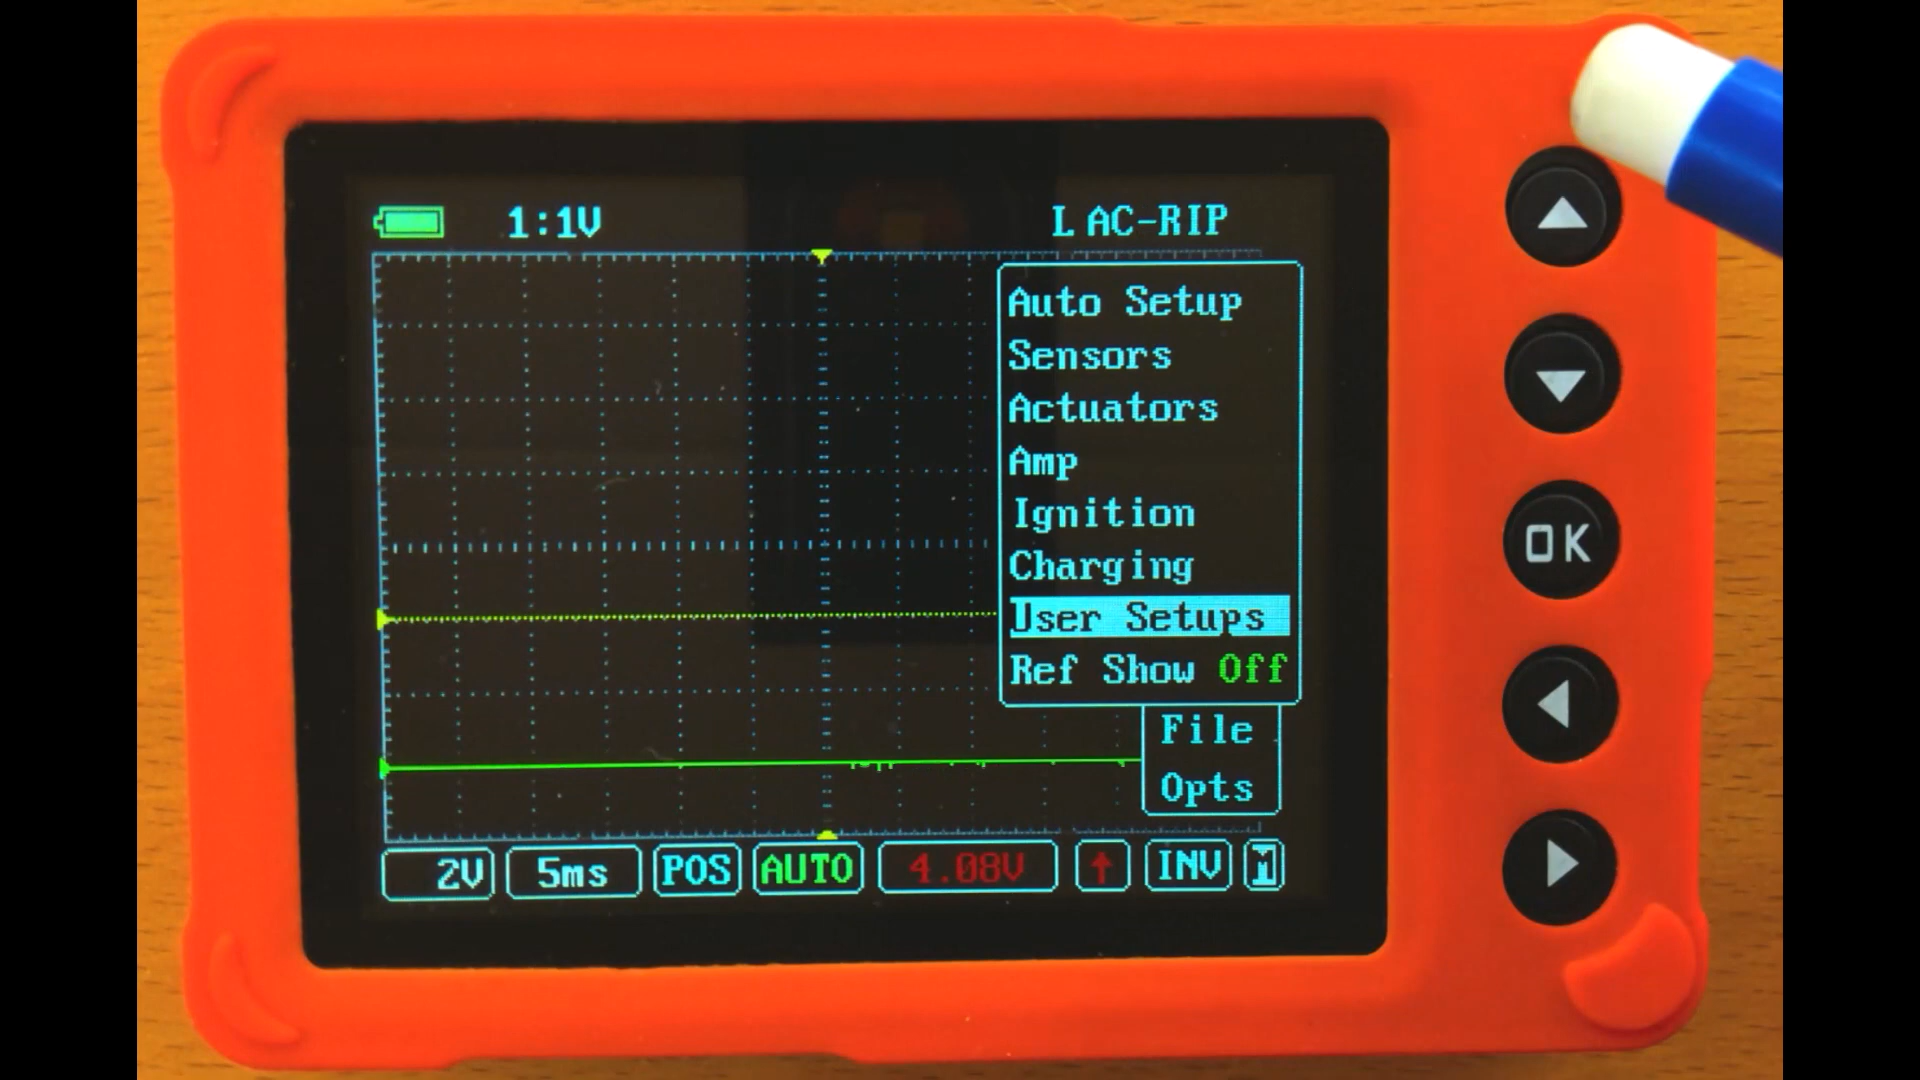 1:1V L AC-RIP
Auto Setup
Sensors
Actuators
Amp
Ignition
Charging
User Setups
Ref Show Off
File
Opts
2V 5ms POS AUTO 4.08V ↑ INV M
OK